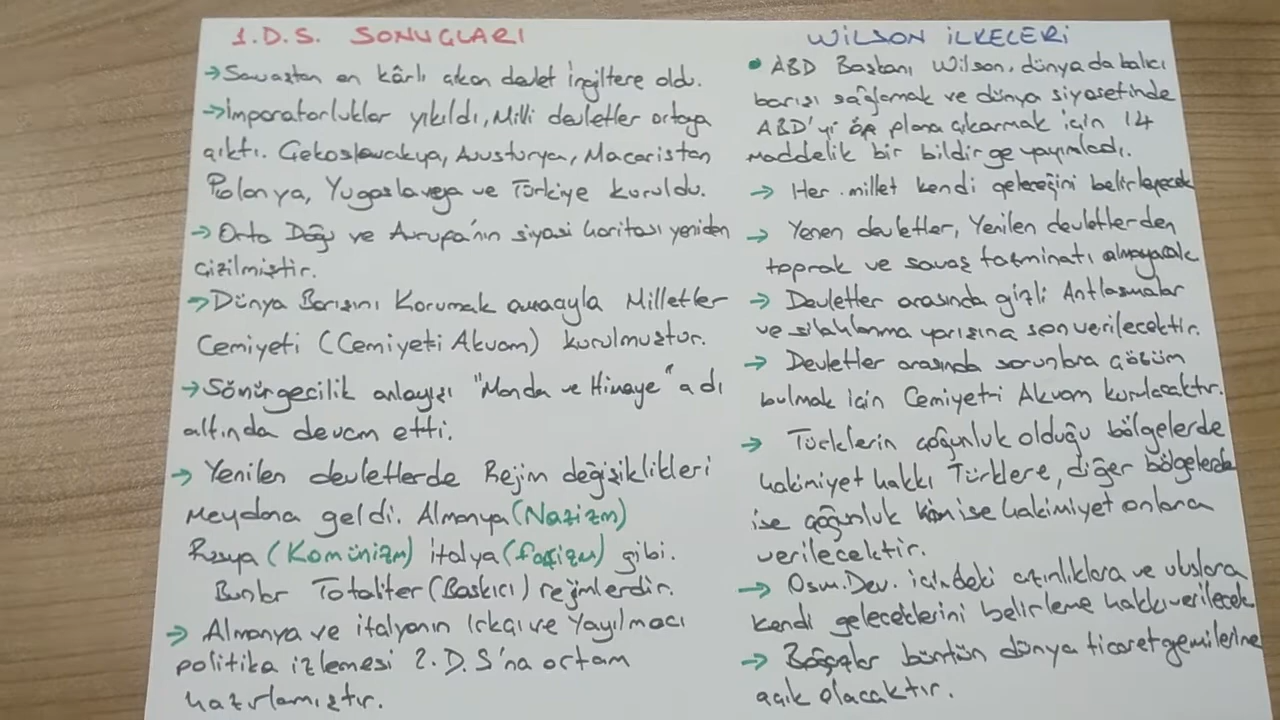 1.D.S. SONUÇLARI
→ Savaştan en kârlı çıkan devlet İngiltere oldu.
→ İmparatorluklar yıkıldı, Milli devletler ortaya
çıktı. Çekoslovakya, Avusturya, Macaristan
Polonya, Yugoslavya ve Türkiye kuruldu.
→ Orta Doğu ve Avrupa'nın siyasi haritası yeniden
çizilmiştir.
→ Dünya Barışını Korumak amacıyla Milletler
Cemiyeti (Cemiyeti Akvam) kurulmuştur.
→ Sömürgecilik anlayışı "Manda ve Himaye" adı
altında devam etti.
→ Yenilen devletlerde Rejim değişiklikleri
Meydana geldi. Almanya (Nazizm)
Rusya (Komünizm) italya (faşizm) gibi.
Bunlar Totaliter (Baskıcı) rejimlerdir.
→ Almanya ve italyanın Irkçı ve Yayılmacı
politika izlemesi 2.D.S'na ortam
hazırlamıştır.
WİLSON İLKELERİ
• ABD Başkanı Wilson, dünyada kalıcı
barışı sağlamak ve dünya siyasetinde
ABD'yi ön plana çıkarmak için 14
maddelik bir bildirge yayımladı.
→ Her millet kendi geleceğini belirleyecek
→ Yenen devletler, Yenilen devletlerden
toprak ve savaş tazminatı almayacak
→ Devletler arasında gizli Antlaşmalar
ve silahlanma yarışına son verilecektir.
→ Devletler arasında sorunlara çözüm
bulmak için Cemiyet-i Akvam kurulacaktır.
→ Türklerin çoğunluk olduğu bölgelerde
hakimiyet hakkı Türklere, diğer bölgelerde
ise çoğunluk kim ise hakimiyet onlara
verilecektir.
→ Osm. Dev. içindeki azınlıklara ve uluslara
kendi geleceklerini belirleme hakkı verilecek
→ Boğazlar büntün dünya ticaret gemilerine
açık olacaktır.